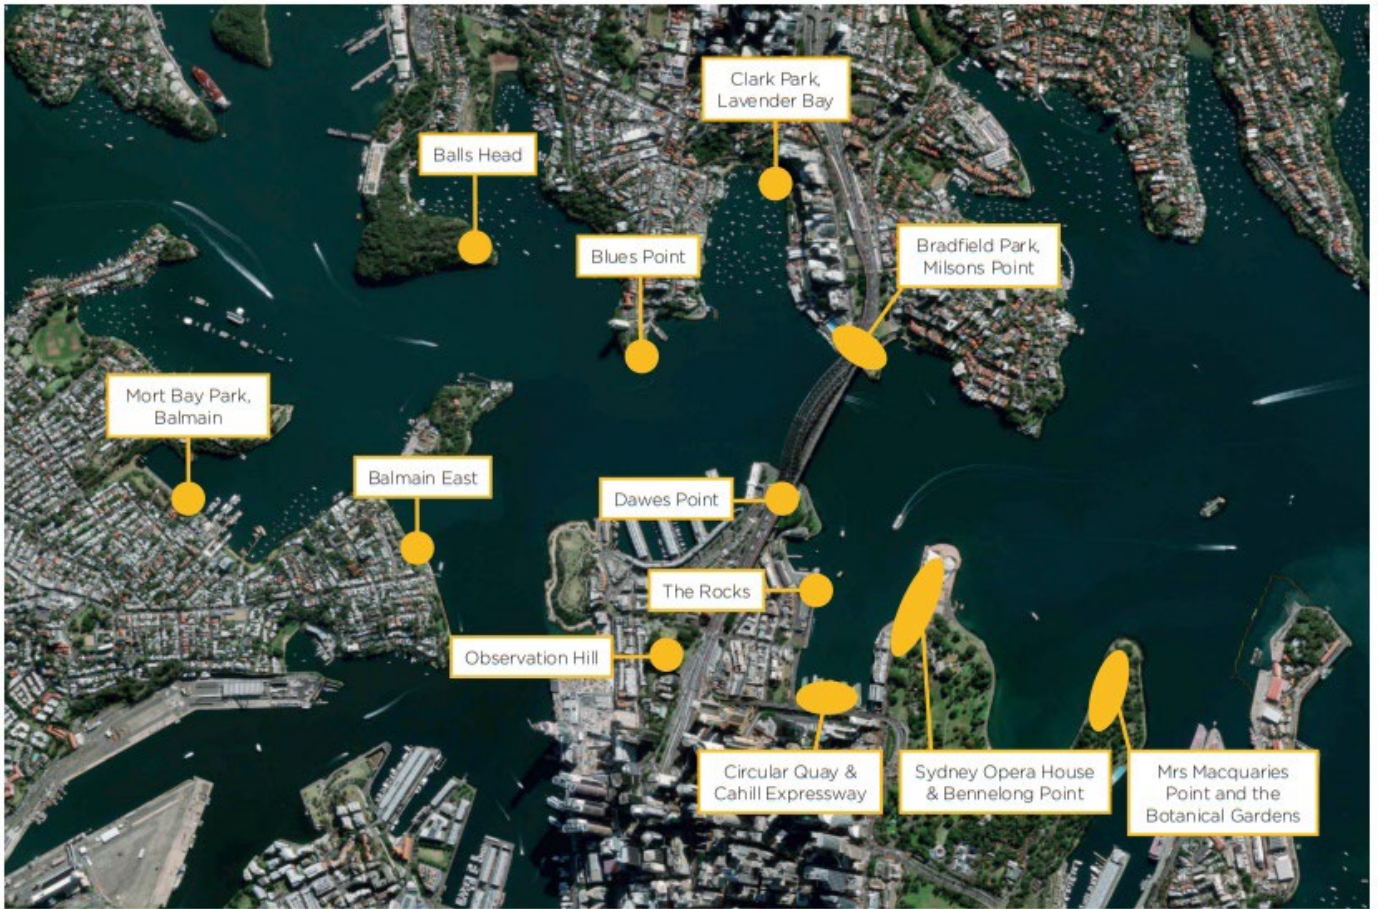 Clark Park,
Lavender Bay
Balls Head
Blues Point
Bradfield Park,
Milsons Point
Mort Bay Park,
Balmain
Balmain East
Dawes Point
The Rocks
Observation Hill
Circular Quay &
Cahill Expressway
Sydney Opera House
& Bennelong Point
Mrs Macquaries
Point and the
Botanical Gardens